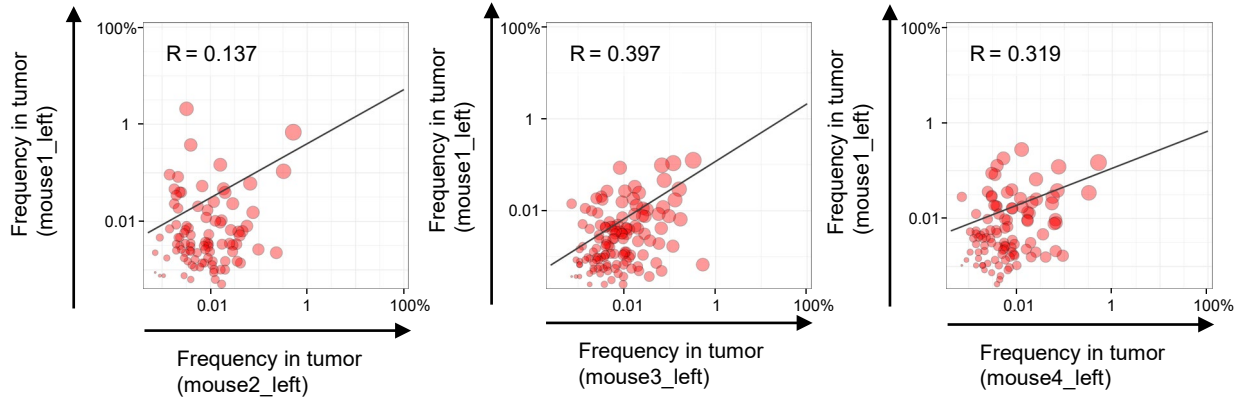 Frequency in tumor
(mouse1_left)
100%
1
0.01
R = 0.137
0.01
1
100%
Frequency in tumor
(mouse2_left)
Frequency in tumor
(mouse1_left)
100%
1
0.01
R = 0.397
0.01
1
100%
Frequency in tumor
(mouse3_left)
Frequency in tumor
(mouse1_left)
100%
1
0.01
R = 0.319
0.01
1
100%
Frequency in tumor
(mouse4_left)